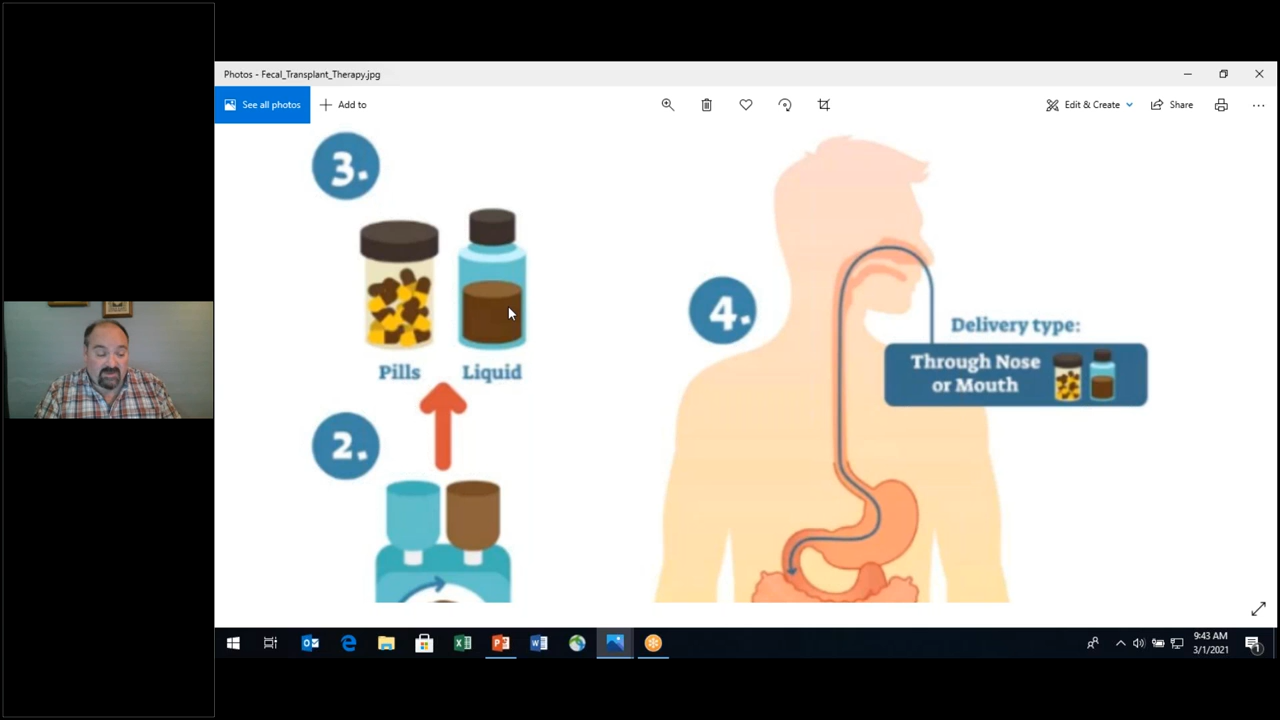 Photos - Fecal_Transplant_Therapy.jpg
See all photos
Add to
Edit & Create
Share
3.
Pills
Liquid
2.
4.
Delivery type:
Through Nose
or Mouth
9:43 AM
3/1/2021
1